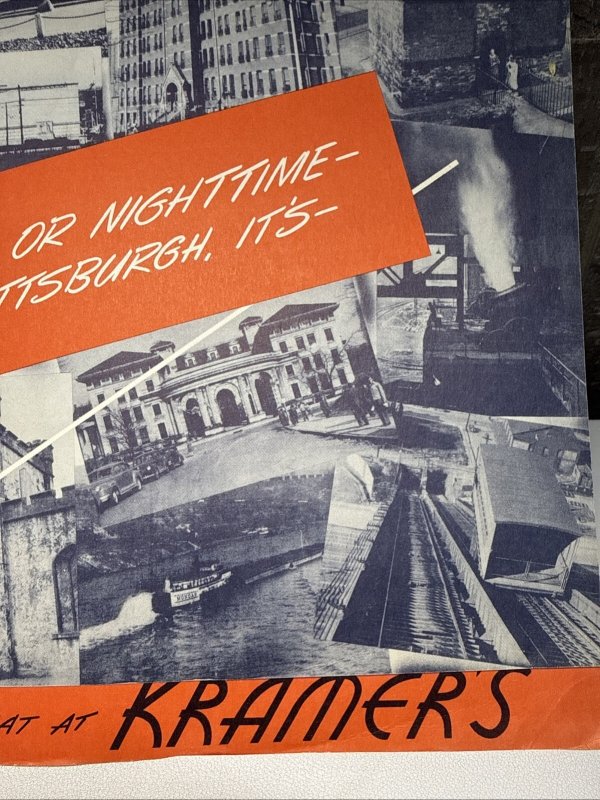 OR NIGHTTIME-
TTSBURGH, IT'S-
AT AT KRAMER'S